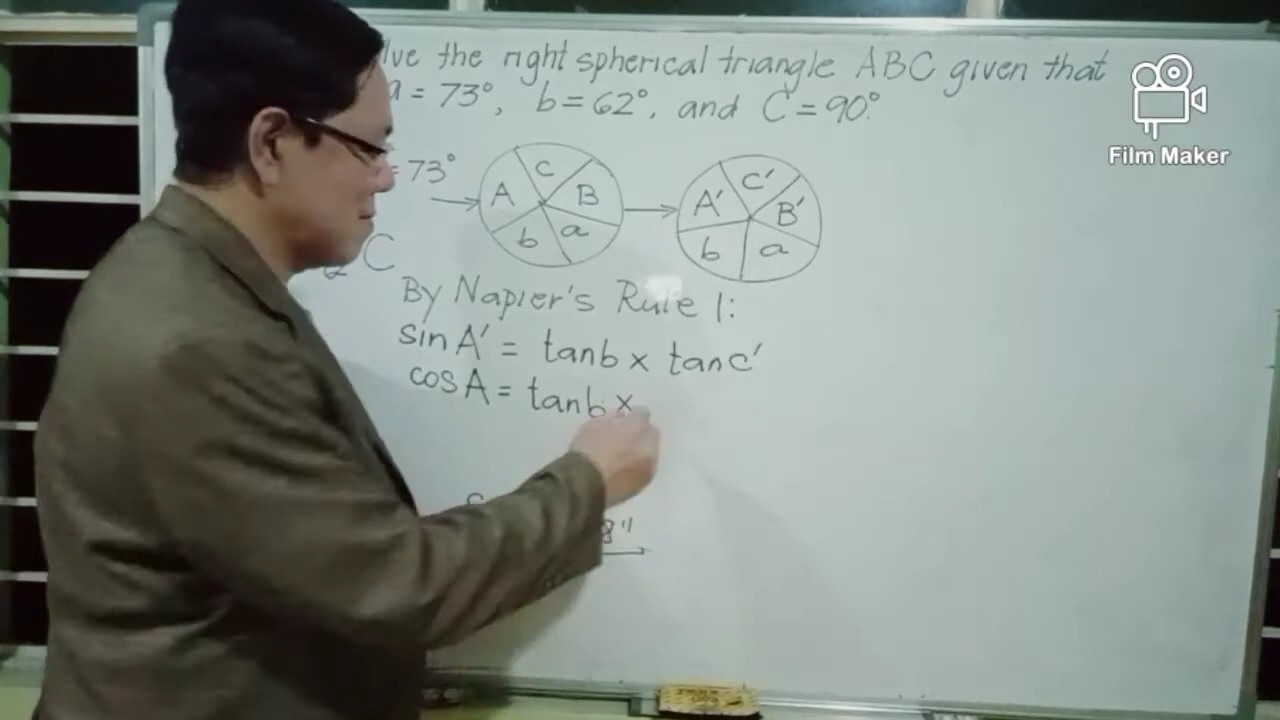 the right spherical triangle ABC given that
= 73°, b = 62°, and C = 90°.
= 73°
A C B b a
A' C' B' b a
C
By Napier's Rule 1:
sin A' = tan b x tan c'
cos A = tan b x
8"
Film Maker